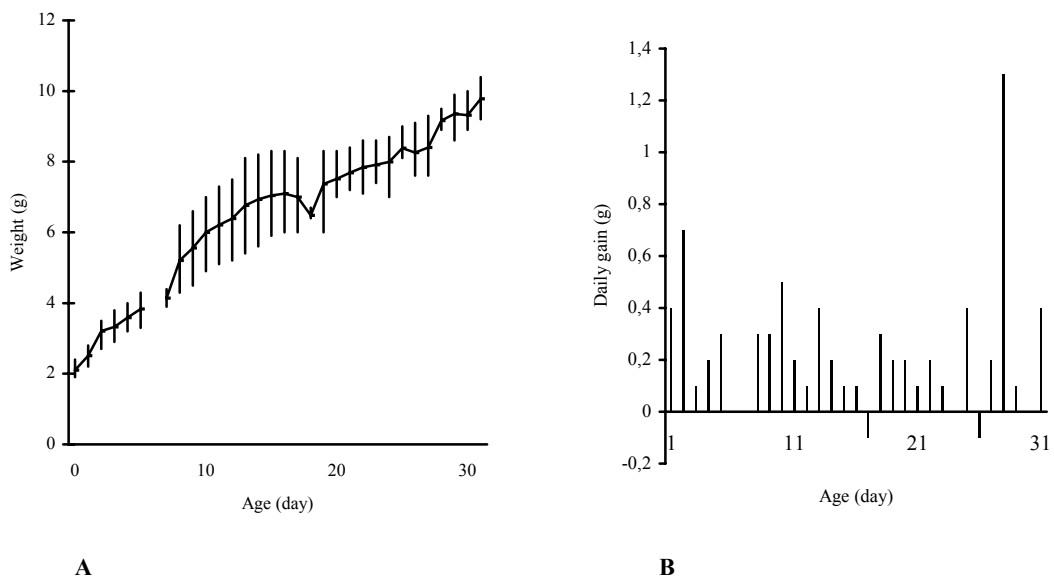 12
10
8
6
4
2
0
Weight (g)
0 10 20 30
Age (day)
A
1,4
1,2
1
0,8
0,6
0,4
0,2
0
-0,2
Daily gain (g)
1 11 21 31
Age (day)
B